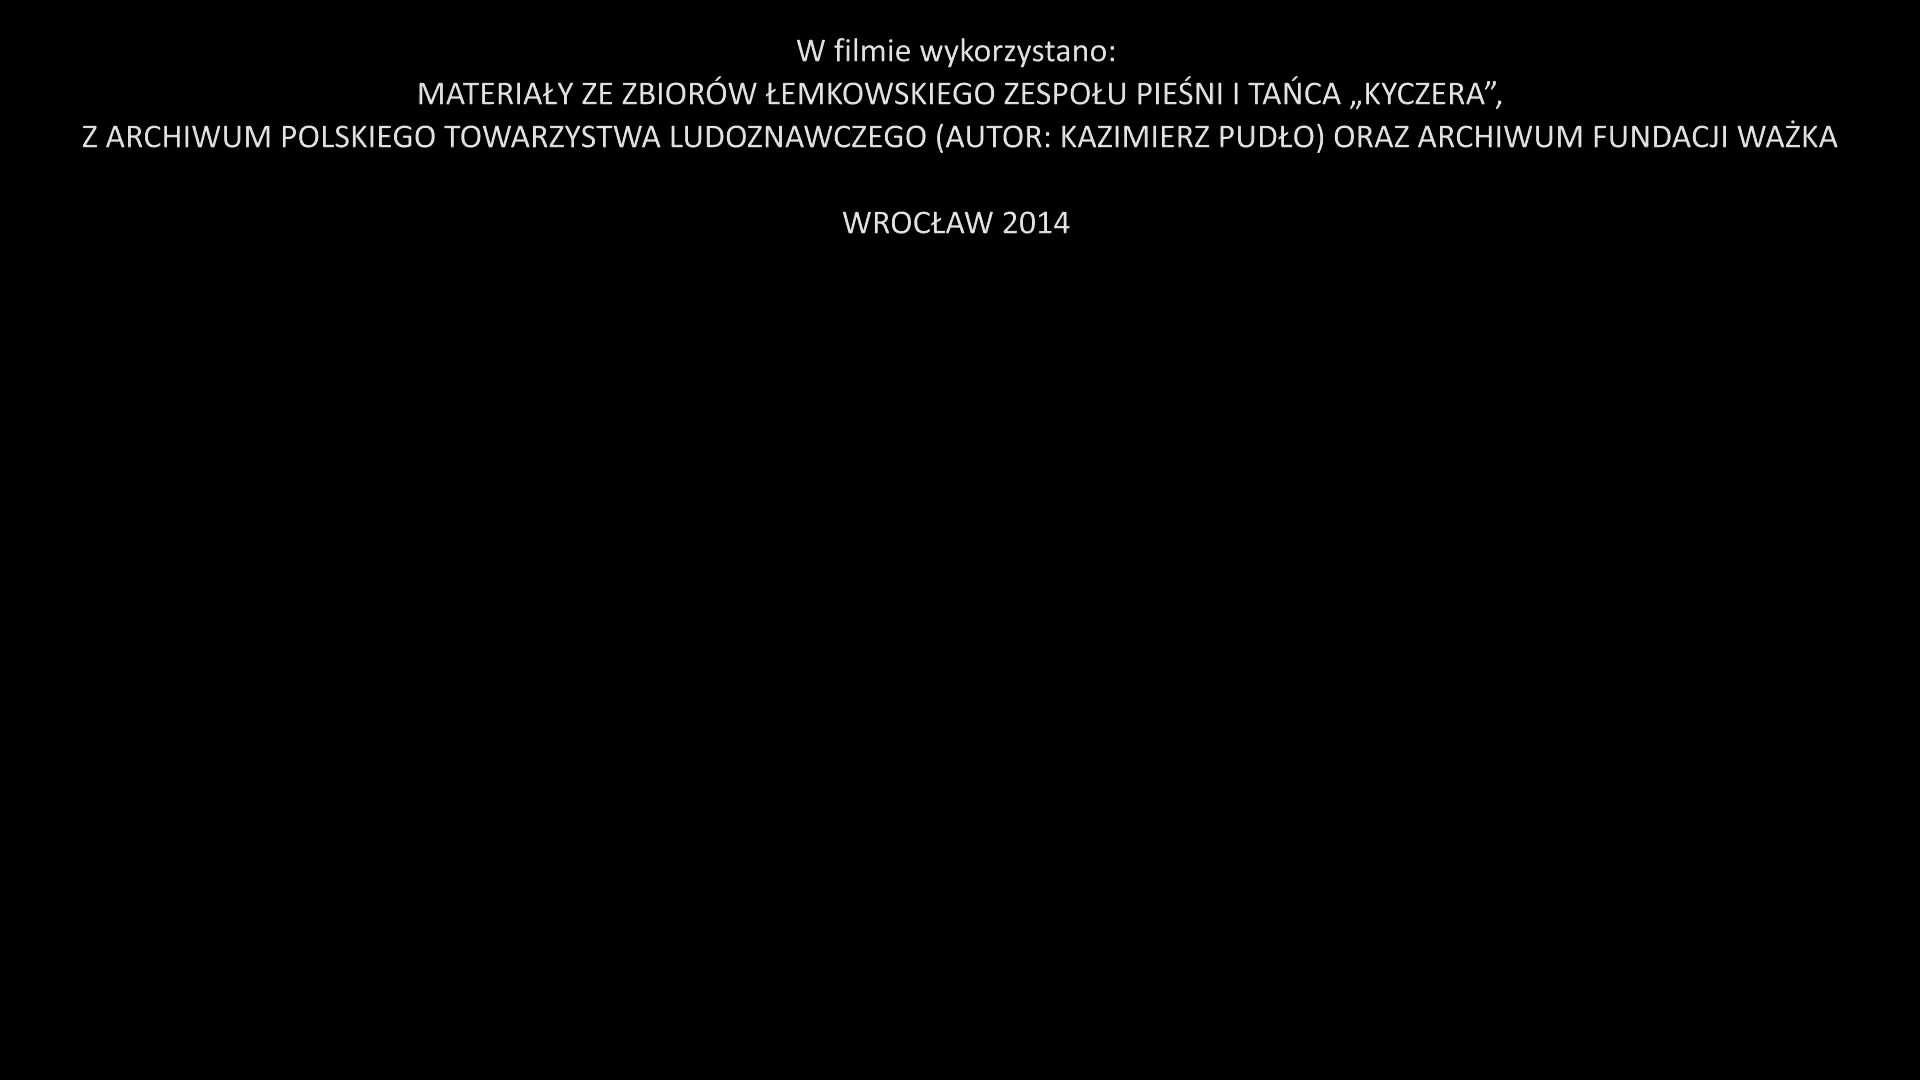 W filmie wykorzystano:
MATERIAŁY ZE ZBIORÓW ŁEMKOWSKIEGO ZESPOŁU PIEŚNI I TAŃCA „KYCZERA”,
Z ARCHIWUM POLSKIEGO TOWARZYSTWA LUDOZNAWCZEGO (AUTOR: KAZIMIERZ PUDŁO) ORAZ ARCHIWUM FUNDACJI WAŻKA
WROCŁAW 2014